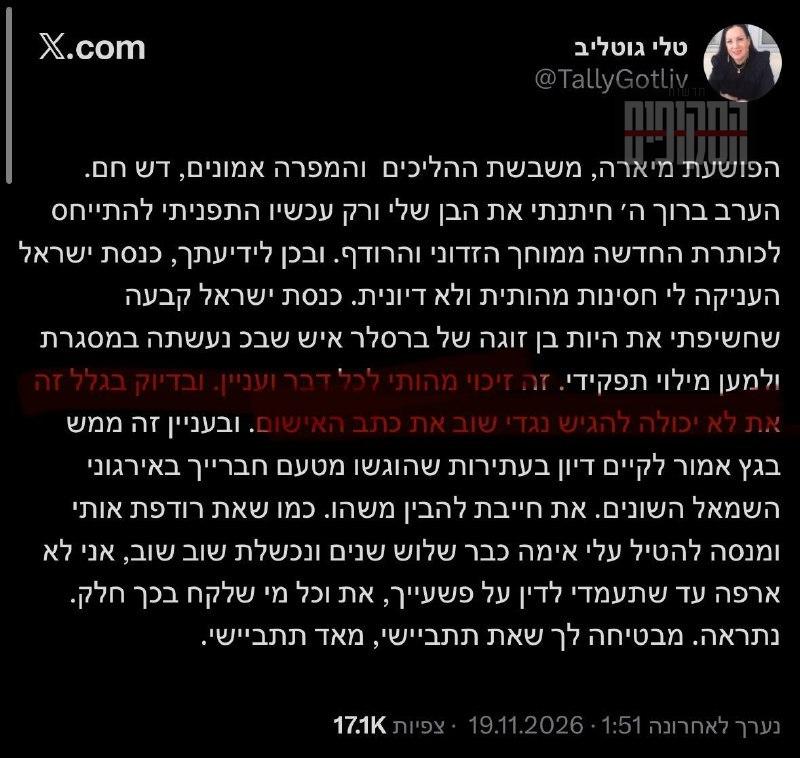 X.com
טלי גוטליב
@TallyGotliv
חדשות
הסקופים
הפושעת מיארה, משבשת ההליכים והמפרה אמונים, דש חם.
הערב ברוך ה׳ חיתנתי את הבן שלי ורק עכשיו התפניתי להתייחס
לכותרת החדשה ממוחך הזדוני והרודף. ובכן לידיעתך, כנסת ישראל
העניקה לי חסינות מהותית ולא דיונית. כנסת ישראל קבעה
שחשיפתי את היות בן זוגה של ברסלר איש שבכ נעשתה במסגרת
ולמען מילוי תפקידי. זה זיכוי מהותי לכל דבר ועניין. ובדיוק בגלל זה
את לא יכולה להגיש נגדי שוב את כתב האישום. ובעניין זה ממש
בגץ אמור לקיים דיון בעתירות שהוגשו מטעם חברייך באירגוני
השמאל השונים. את חייבת להבין משהו. כמו שאת רודפת אותי
ומנסה להטיל עלי אימה כבר שלוש שנים ונכשלת שוב שוב, אני לא
ארפה עד שתעמדי לדין על פשעייך, את וכל מי שלקח בכך חלק.
נתראה. מבטיחה לך שאת תתביישי, מאד תתביישי.
נערך לאחרונה 1:51 · 19.11.2026 · צפיות 17.1K